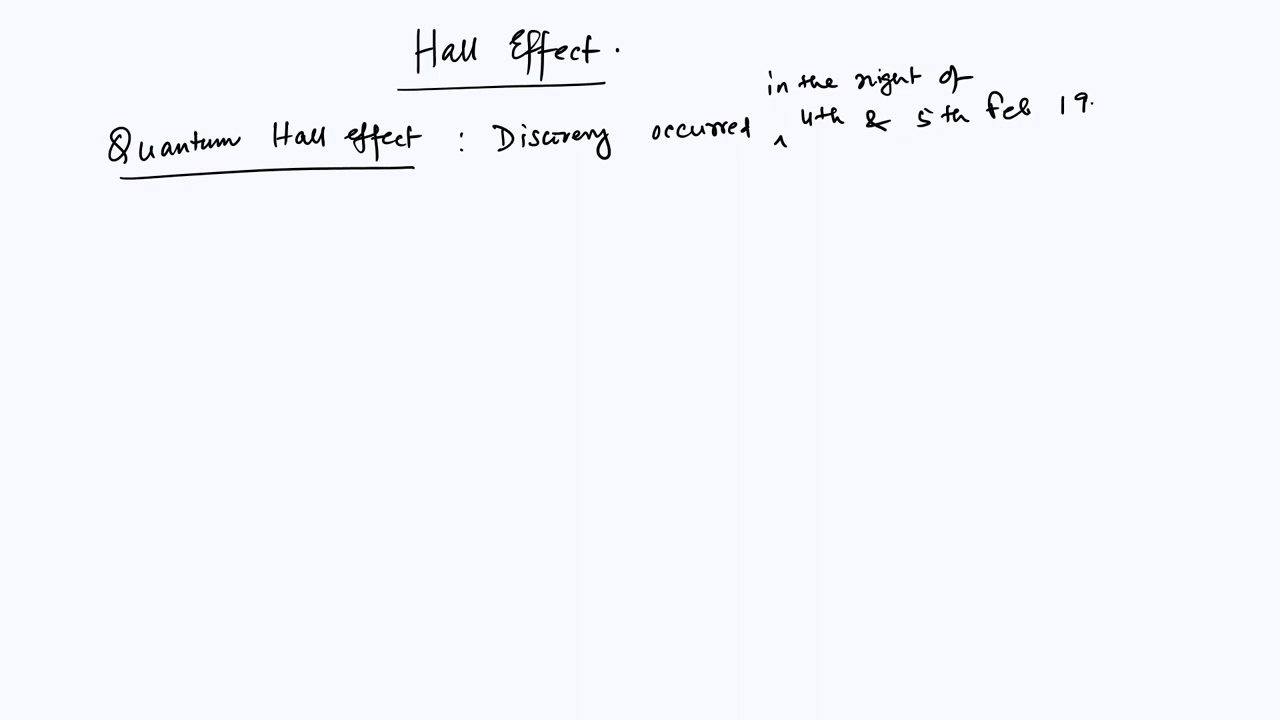 Hall Effect.
Quantum Hall effect : Discovery occurred ^ in the night of
4th & 5th Feb 19.